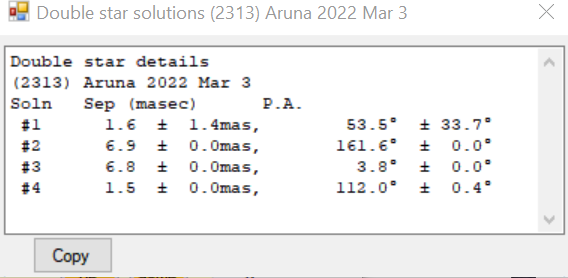 Double star solutions (2313) Aruna 2022 Mar 3
Double star details
(2313) Aruna 2022 Mar 3
Soln Sep (masec) P.A.
#1 1.6 ± 1.4mas, 53.5° ± 33.7°
#2 6.9 ± 0.0mas, 161.6° ± 0.0°
#3 6.8 ± 0.0mas, 3.8° ± 0.0°
#4 1.5 ± 0.0mas, 112.0° ± 0.4°
Copy